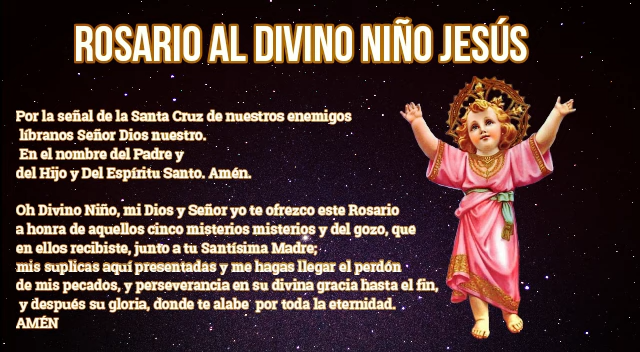 ROSARIO AL DIVINO NIÑO JESÚS
Por la señal de la Santa Cruz de nuestros enemigos
líbranos Señor Dios nuestro.
En el nombre del Padre y
del Hijo y Del Espíritu Santo. Amén.
Oh Divino Niño, mi Dios y Señor yo te ofrezco este Rosario
a honra de aquellos cinco misterios misterios y del gozo, que
en ellos recibiste, junto a tu Santísima Madre;
mis suplicas aquí presentadas y me hagas llegar el perdón
de mis pecados, y perseverancia en su divina gracia hasta el fin,
y después su gloria, donde te alabe por toda la eternidad.
AMÉN